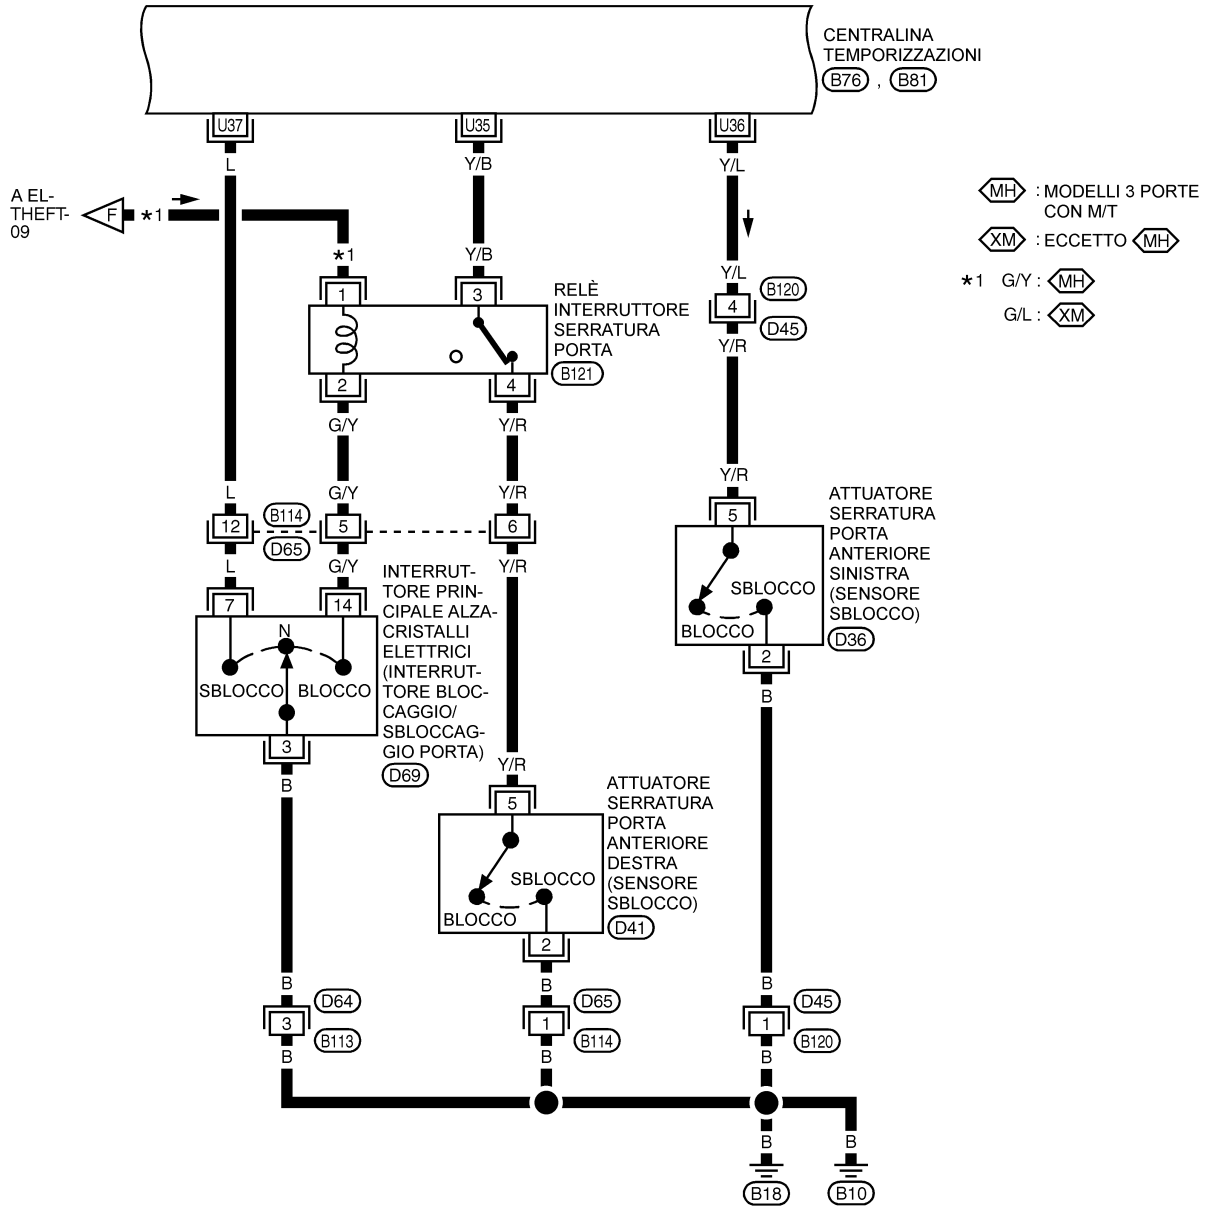 CENTRALINA
TEMPORIZZAZIONI
B76 , B81
U37
U35
U36
L
Y/B
Y/L
A EL-
THEFT-
09
F
*1
MH : MODELLI 3 PORTE
CON M/T
XM : ECCETTO MH
*1 G/Y : MH
G/L : XM
*1
Y/B
Y/L
1
3
4
B120
D45
RELÈ
INTERRUTTORE
SERRATURA
PORTA
B121
Y/R
2
4
G/Y
Y/R
Y/R
L
G/Y
Y/R
12
B114
D65
5
6
5
ATTUATORE
SERRATURA
PORTA
ANTERIORE
SINISTRA
(SENSORE
SBLOCCO)
D36
L
G/Y
Y/R
SBLOCCO
BLOCCO
2
B
7
14
N
SBLOCCO
BLOCCO
3
INTERRUT-
TORE PRIN-
CIPALE ALZA-
CRISTALLI
ELETTRICI
(INTERRUT-
TORE BLOC-
CAGGIO/
SBLOCCAG-
GIO PORTA)
D69
B
Y/R
5
ATTUATORE
SERRATURA
PORTA
ANTERIORE
DESTRA
(SENSORE
SBLOCCO)
D41
SBLOCCO
BLOCCO
2
B
B
B
3
D64
B113
1
D65
B114
1
D45
B120
B
B
B
B
B
B18
B10